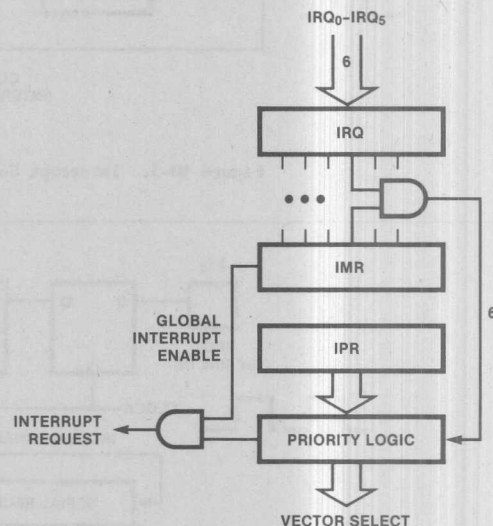 IRQ₀–IRQ₅
6
IRQ
IMR
6
GLOBAL
INTERRUPT
ENABLE
IPR
INTERRUPT
REQUEST
PRIORITY LOGIC
VECTOR SELECT